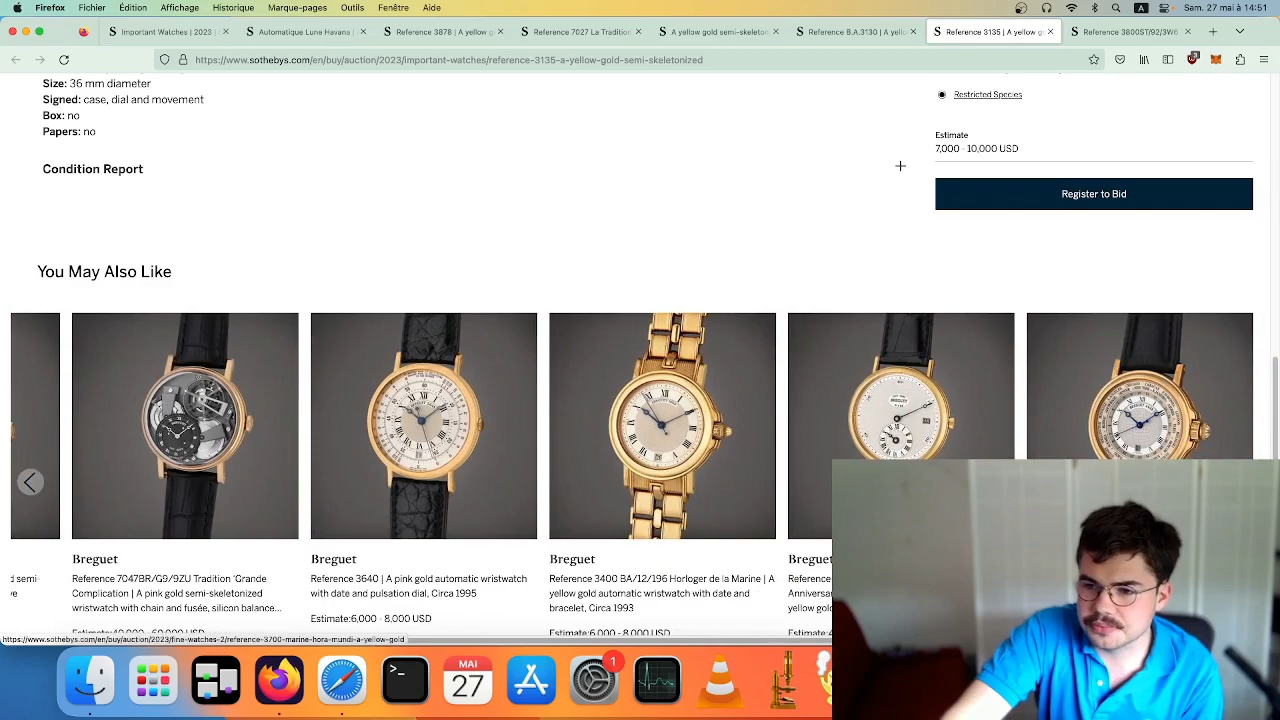 Firefox Fichier Édition Affichage Historique Marque-pages Outils Fenêtre Aide Sam. 27 mai à 14:51
Important Watches | 2023 | Automatique Lune Havana | Reference 3878 | A yellow g Reference 7027 La Tradition A yellow gold semi-skeleton Reference B.A.3130 | A yello Reference 3135 | A yellow g Reference 3800ST/92/3W6
https://www.sothebys.com/en/buy/auction/2023/important-watches/reference-3135-a-yellow-gold-semi-skeletonized
3
Size: 36 mm diameter
Signed: case, dial and movement
Box: no
Papers: no
Restricted Species
Estimate
7,000 - 10,000 USD
Condition Report
Register to Bid
You May Also Like
Breguet
Breguet
Breguet
Breg
d semi-
Reference 7047BR/G9/9ZU Tradition 'Grande
Complication | A pink gold semi-skeletonized
wristwatch with chain and fusée, silicon balance...
Reference 3640 | A pink gold automatic wristwatch
with date and pulsation dial, Circa 1995
Estimate:6,000 - 8,000 USD
Reference 3400 BA/12/196 Horloger de la Marine | A
yellow gold automatic wristwatch with date and
bracelet, Circa 1993
Estimate:6,000 - 8,000 USD
Refer
Anniv
https://www.sothebys.com/en/buy/auction/2023/fine-watches-2/reference-3700-marine-hora-mundi-a-yellow-gold
MAI
27
1